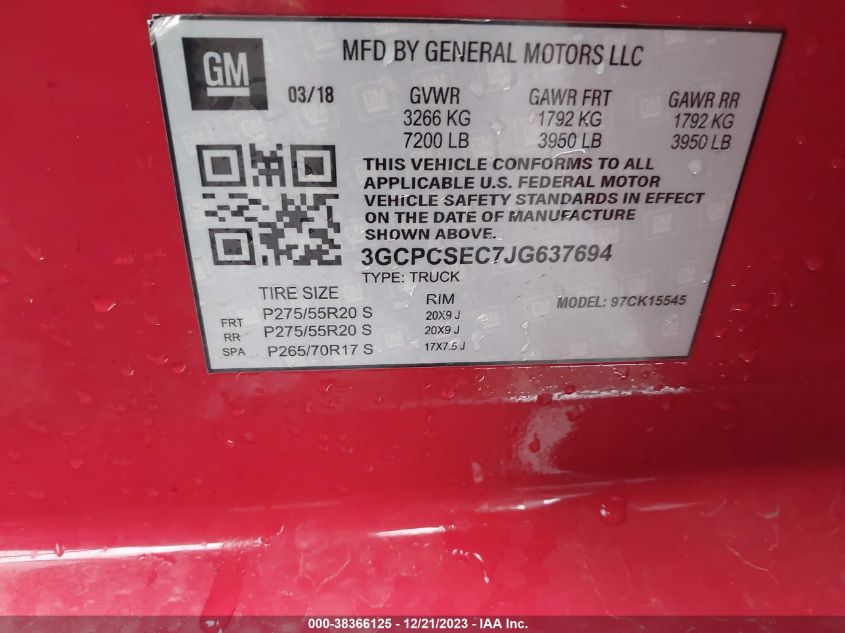 GM
MFD BY GENERAL MOTORS LLC
03/18 GVWR GAWR FRT GAWR RR
3266 KG 1792 KG 1792 KG
7200 LB 3950 LB 3950 LB
THIS VEHICLE CONFORMS TO ALL
APPLICABLE U.S. FEDERAL MOTOR
VEHICLE SAFETY STANDARDS IN EFFECT
ON THE DATE OF MANUFACTURE
SHOWN ABOVE.
3GCPCSEC7JG637694
TYPE: TRUCK
TIRE SIZE RIM MODEL: 97CK15545
FRT P275/55R20 S 20X9 J
RR P275/55R20 S 20X9 J
SPA P265/70R17 S 17X7.5 J
000-38366125 - 12/21/2023 - IAA Inc.